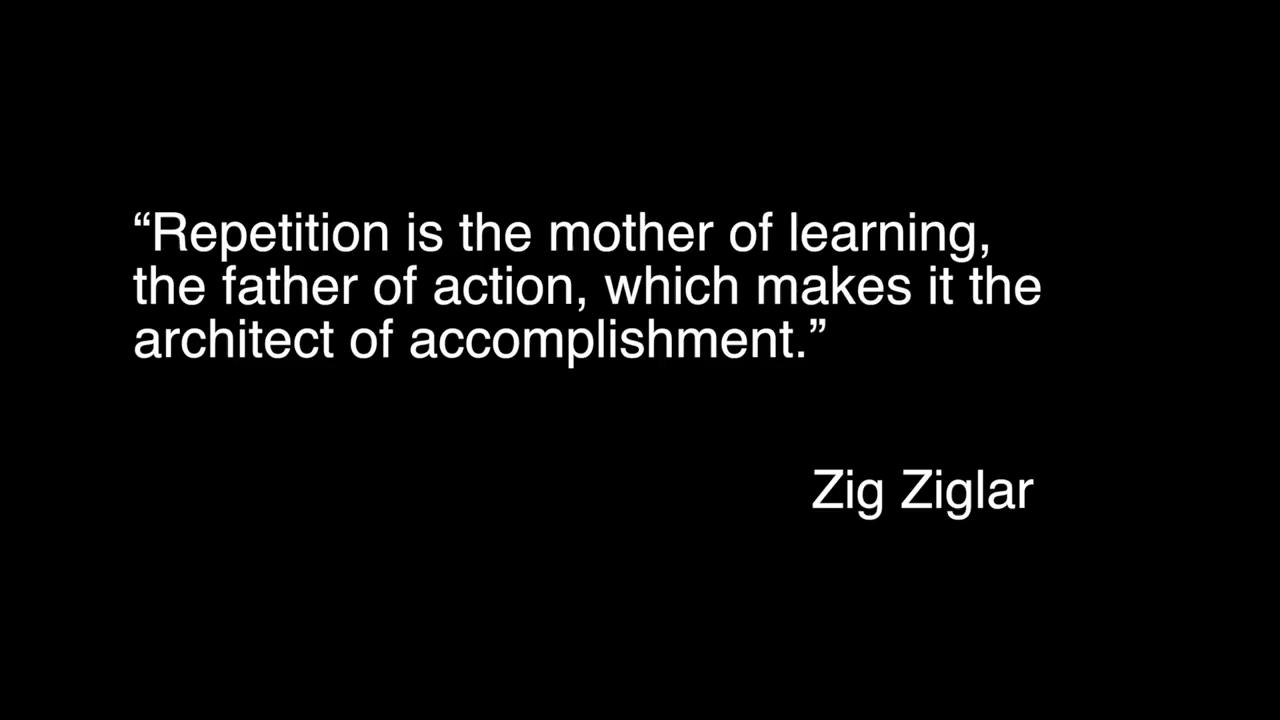 “Repetition is the mother of learning,
the father of action, which makes it the
architect of accomplishment.”
Zig Ziglar